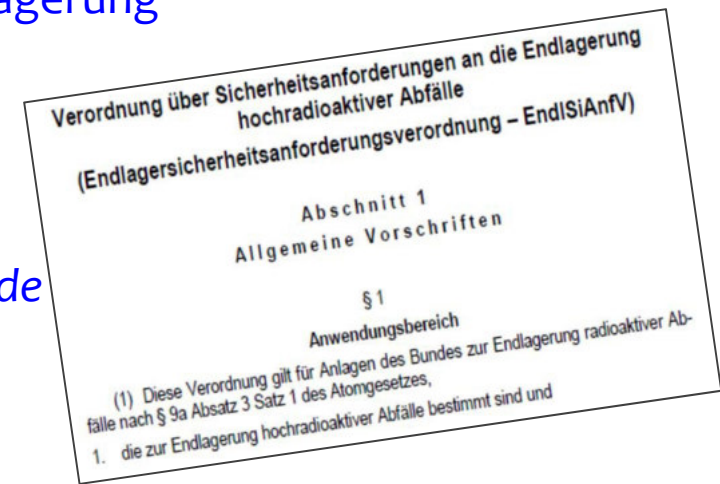 agerung
Verordnung über Sicherheitsanforderungen an die Endlagerung
hochradioaktiver Abfälle
(Endlagersicherheitsanforderungsverordnung – EndlSiAnfV)
Abschnitt 1
Allgemeine Vorschriften
de
§ 1
Anwendungsbereich
(1) Diese Verordnung gilt für Anlagen des Bundes zur Endlagerung radioaktiver Ab-
fälle nach § 9a Absatz 3 Satz 1 des Atomgesetzes,
1. die zur Endlagerung hochradioaktiver Abfälle bestimmt sind und